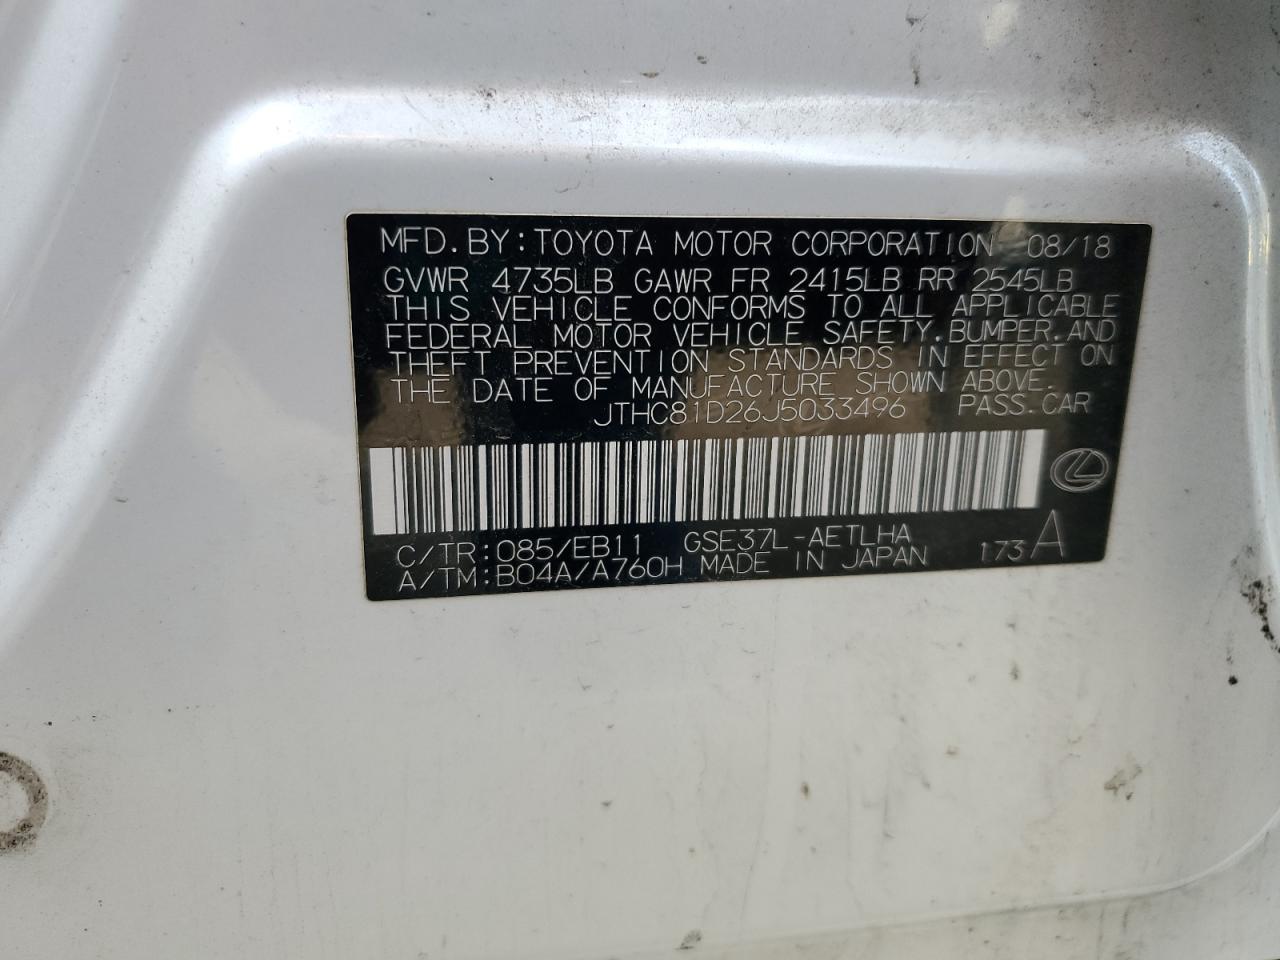 MFD.BY:TOYOTA MOTOR CORPORATION 08/18
GVWR 4735LB GAWR FR 2415LB RR 2545LB
THIS VEHICLE CONFORMS TO ALL APPLICABLE
FEDERAL MOTOR VEHICLE SAFETY,BUMPER,AND
THEFT PREVENTION STANDARDS IN EFFECT ON
THE DATE OF MANUFACTURE SHOWN ABOVE.
JTHC81D26J5033496 PASS.CAR
C/TR:085/EB11 GSE37L-AETLHA
A/TM:B04A/A760H MADE IN JAPAN 173 A